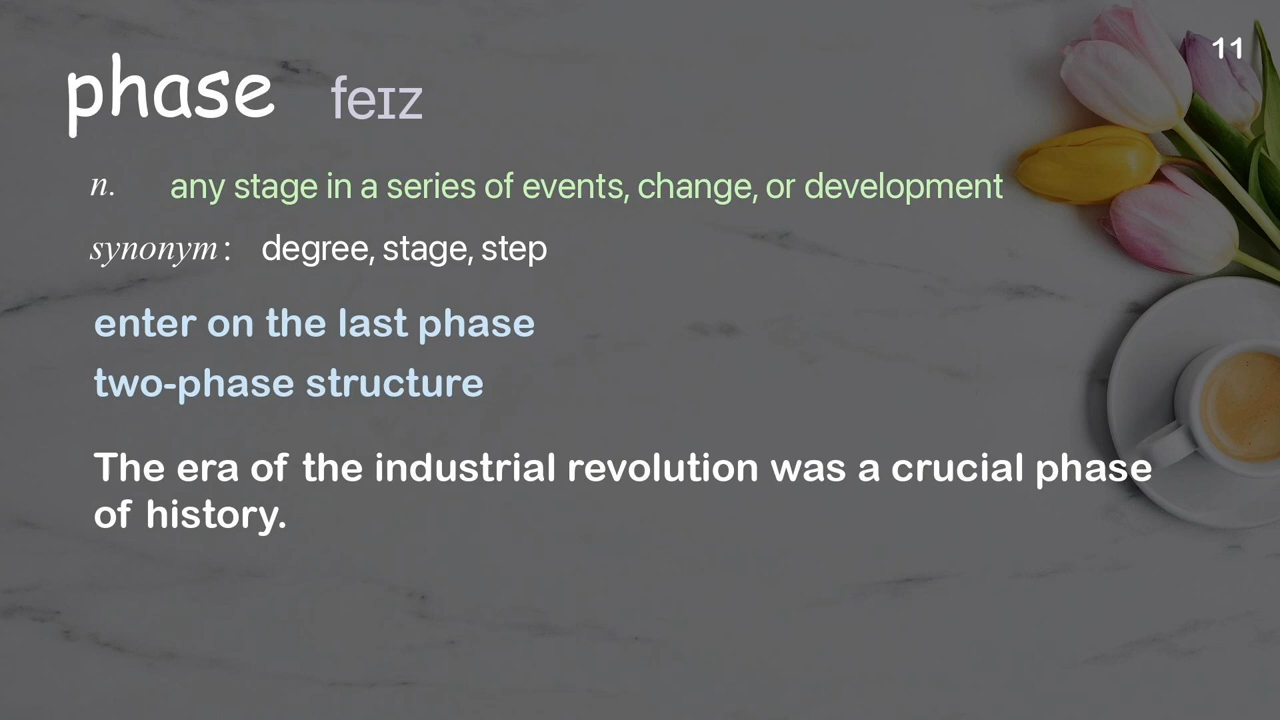 11
phase feɪz
n. any stage in a series of events, change, or development
synonym: degree, stage, step
enter on the last phase
two-phase structure
The era of the industrial revolution was a crucial phase
of history.